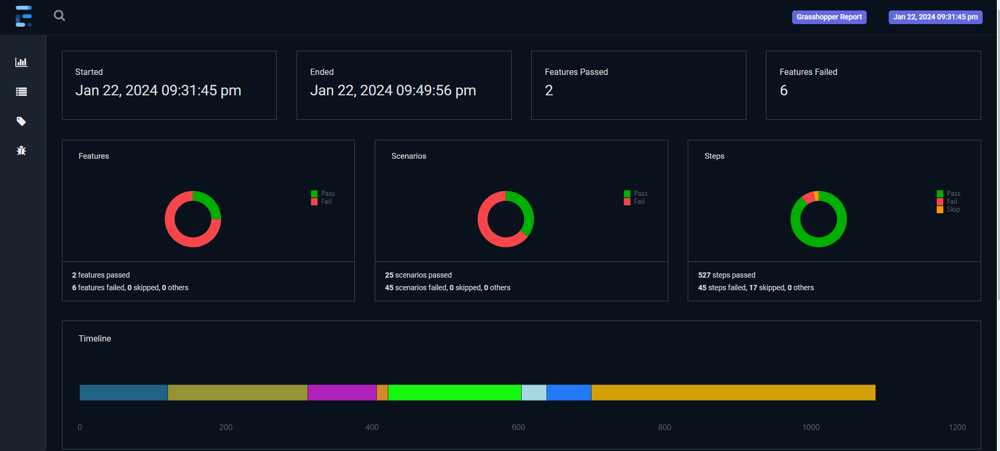 Grasshopper Report
Jan 22, 2024 09:31:45 pm
Started
Jan 22, 2024 09:31:45 pm
Ended
Jan 22, 2024 09:49:56 pm
Features Passed
2
Features Failed
6
Features
Pass
Fail
2 features passed
6 features failed, 0 skipped, 0 others
Scenarios
Pass
Fail
25 scenarios passed
45 scenarios failed, 0 skipped, 0 others
Steps
Pass
Fail
Skip
527 steps passed
45 steps failed, 17 skipped, 0 others
Timeline
0 200 400 600 800 1000 1200